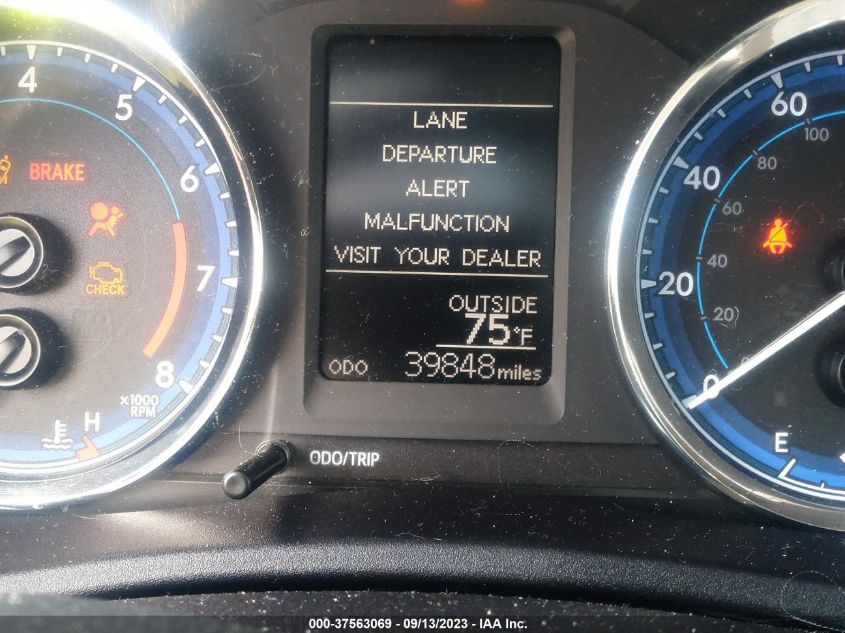 4
5
6
7
8
x1000
RPM
BRAKE
CHECK
H
LANE
DEPARTURE
ALERT
MALFUNCTION
VISIT YOUR DEALER
OUTSIDE
75°F
ODO 39848 miles
ODO/TRIP
60
40
20
0
100
80
60
40
20
0
E
000-37563069 - 09/13/2023 - IAA Inc.